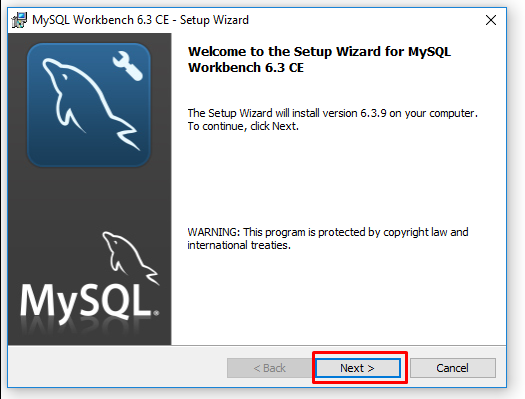 MySQL Workbench 6.3 CE - Setup Wizard
Welcome to the Setup Wizard for MySQL
Workbench 6.3 CE
The Setup Wizard will install version 6.3.9 on your computer.
To continue, click Next.
WARNING: This program is protected by copyright law and
international treaties.
MySQL®
< Back
Next >
Cancel